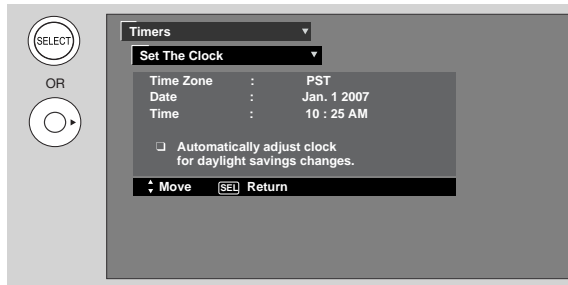 SELECT
OR
Timers
Set The Clock
Time Zone : PST
Date : Jan. 1 2007
Time : 10 : 25 AM
❏ Automatically adjust clock
for daylight savings changes.
Move SEL Return